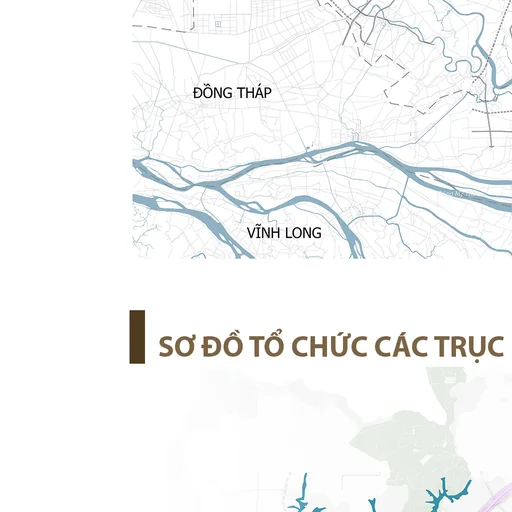 ĐỒNG THÁP
VĨNH LONG
SƠ ĐỒ TỔ CHỨC CÁC TRỤC